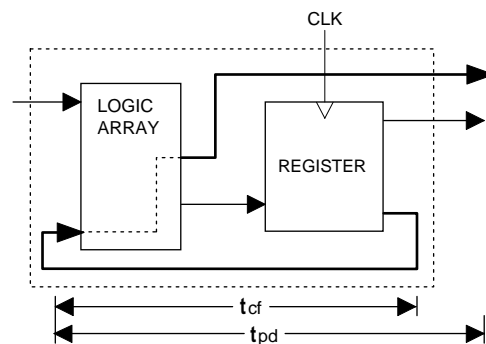 CLK
LOGIC
ARRAY
REGISTER
tcf
tpd